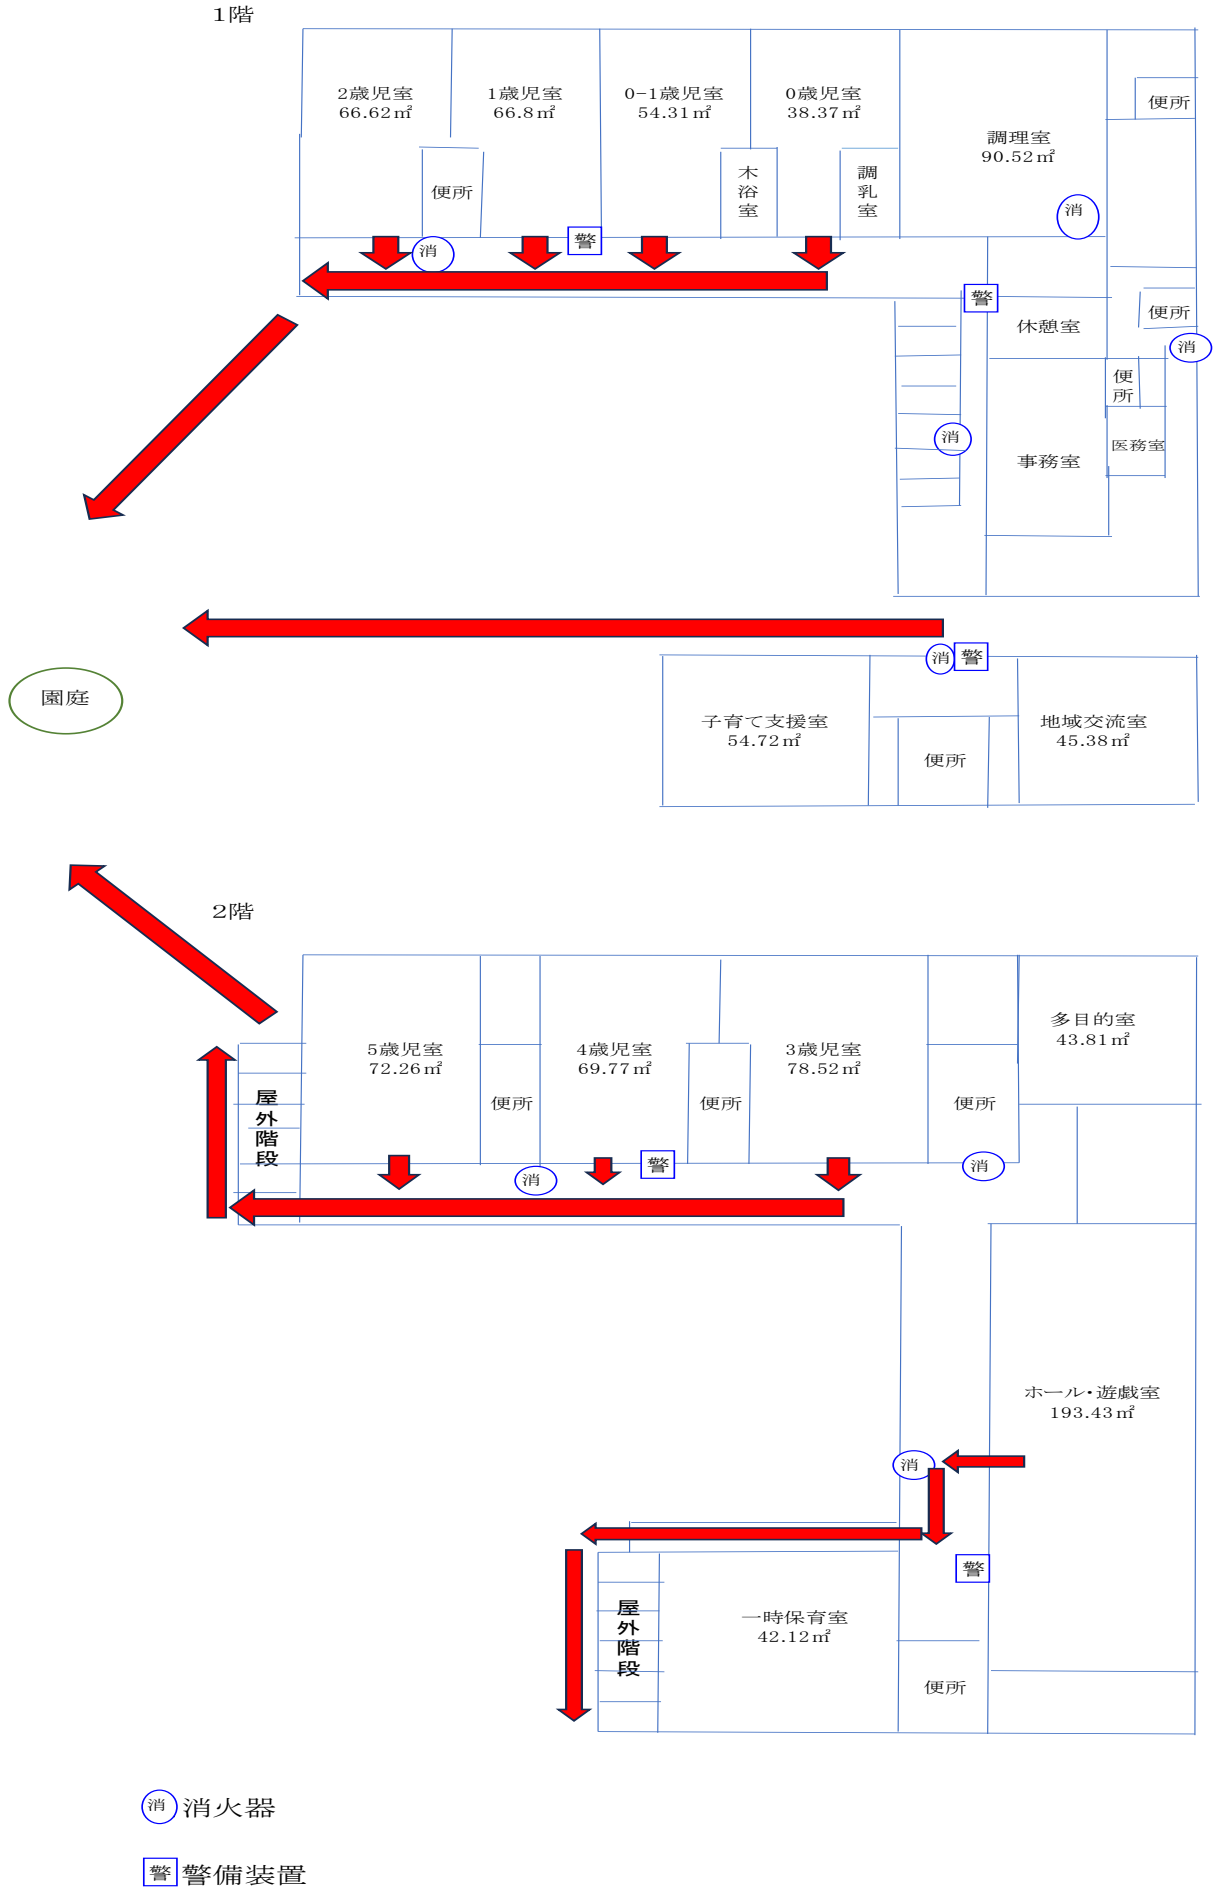 1階
2歳児室
66.62㎡
1歳児室
66.8㎡
0-1歳児室
54.31㎡
0歳児室
38.37㎡
調理室
90.52㎡
便所
便所
木浴室
調乳室
消
警
消
警
休憩室
便所
消
便所
消
事務室
医務室
消
警
園庭
子育て支援室
54.72㎡
便所
地域交流室
45.38㎡
2階
5歳児室
72.26㎡
便所
4歳児室
69.77㎡
便所
3歳児室
78.52㎡
便所
多目的室
43.81㎡
屋外階段
消
警
消
ホール・遊戯室
193.43㎡
消
警
屋外階段
一時保育室
42.12㎡
便所
消 消火器
警 警備装置